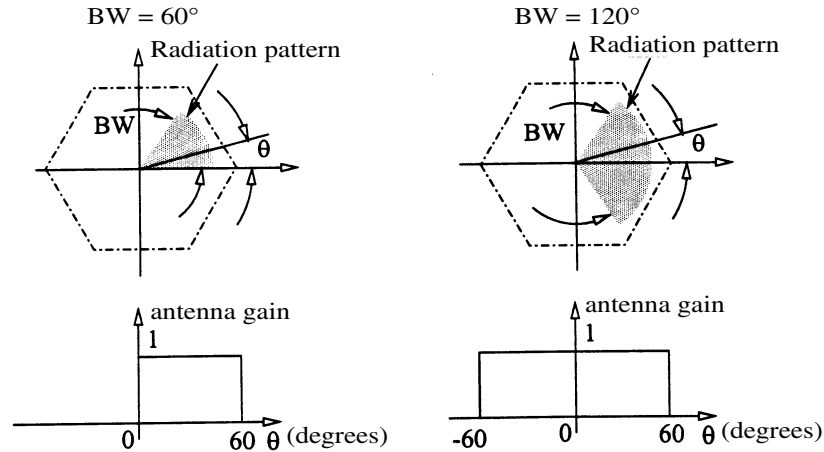 BW = 60°
Radiation pattern
BW
θ
antenna gain
1
0
60 θ (degrees)
BW = 120°
Radiation pattern
BW
θ
antenna gain
1
-60
0
60 θ (degrees)